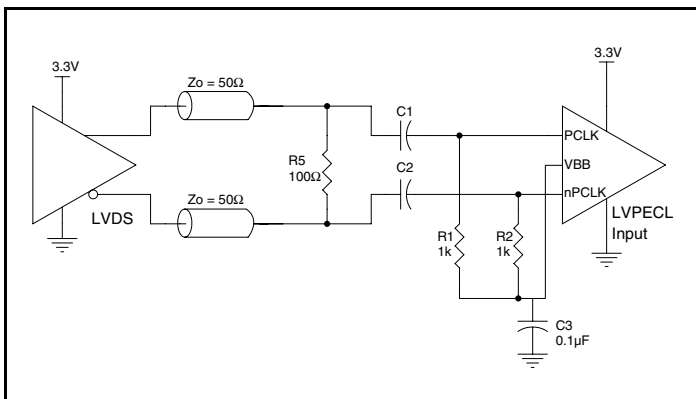 3.3V
Zo = 50Ω
C1
3.3V
PCLK
R5
100Ω
VBB
C2
nPCLK
Zo = 50Ω
LVDS
R1
1k
R2
1k
LVPECL
Input
C3
0.1µF